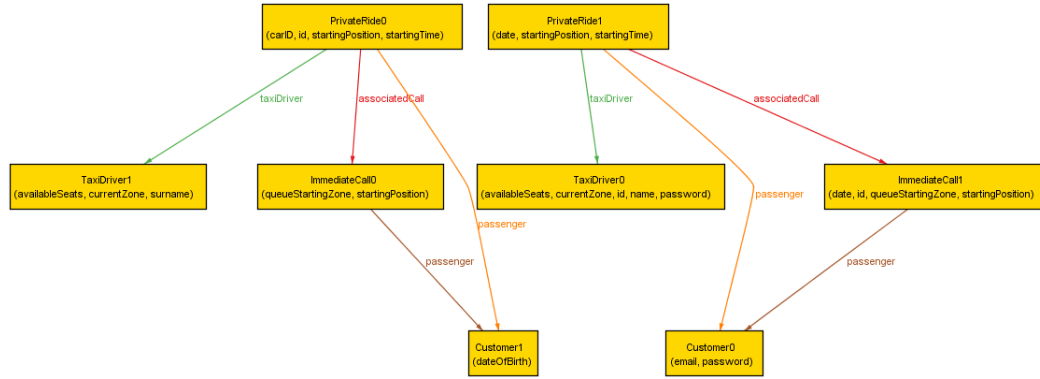 PrivateRide0
(carID, id, startingPosition, startingTime)
PrivateRide1
(date, startingPosition, startingTime)
taxiDriver
associatedCall
taxiDriver
associatedCall
TaxiDriver1
(availableSeats, currentZone, surname)
ImmediateCall0
(queueStartingZone, startingPosition)
TaxiDriver0
(availableSeats, currentZone, id, name, password)
ImmediateCall1
(date, id, queueStartingZone, startingPosition)
passenger
passenger
passenger
passenger
Customer1
(dateOfBirth)
Customer0
(email, password)